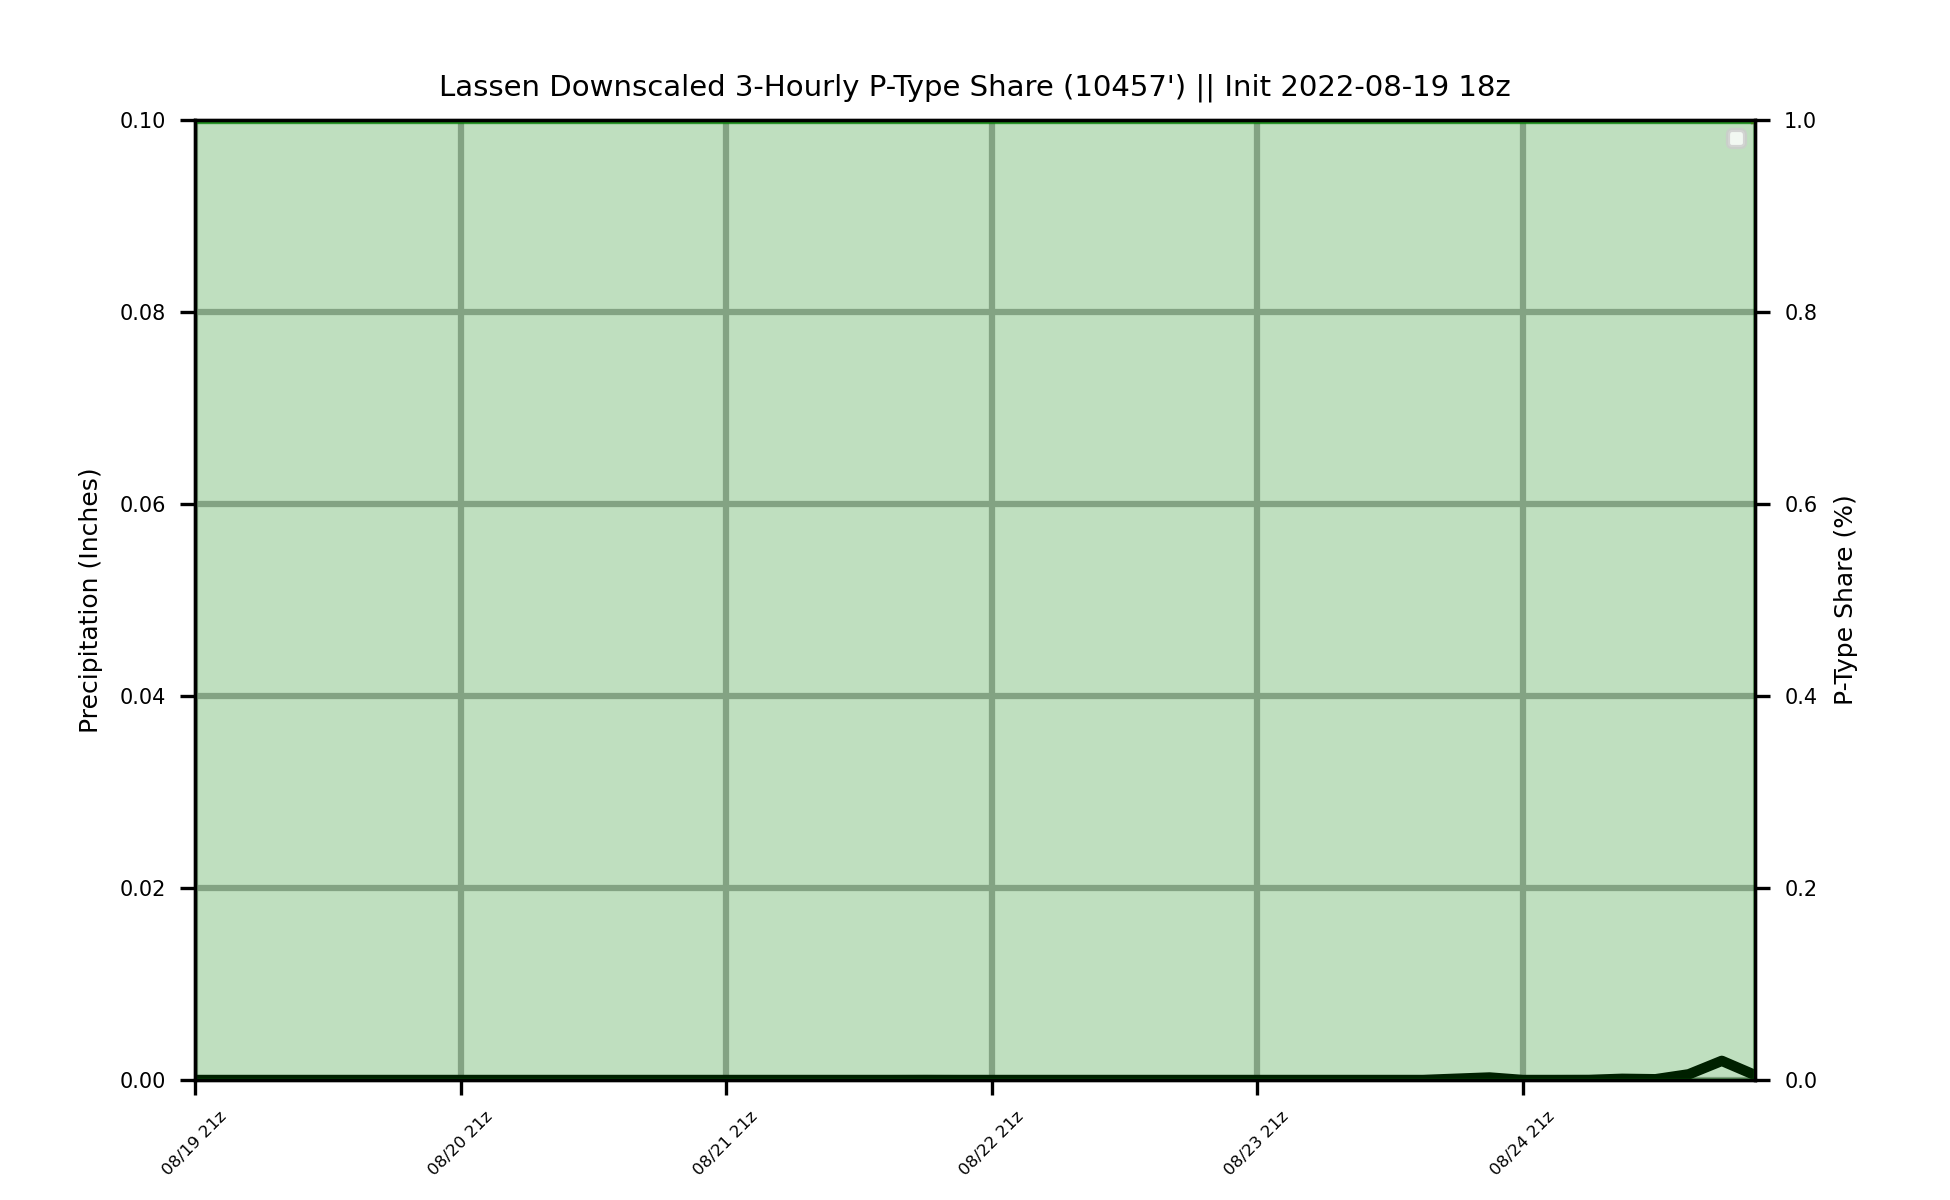 Lassen Downscaled 3-Hourly P-Type Share (10457') || Init 2022-08-19 18z
0.10
0.08
0.06
0.04
0.02
0.00
Precipitation (Inches)
1.0
0.8
0.6
0.4
0.2
0.0
P-Type Share (%)
08/19 21z
08/20 21z
08/21 21z
08/22 21z
08/23 21z
08/24 21z